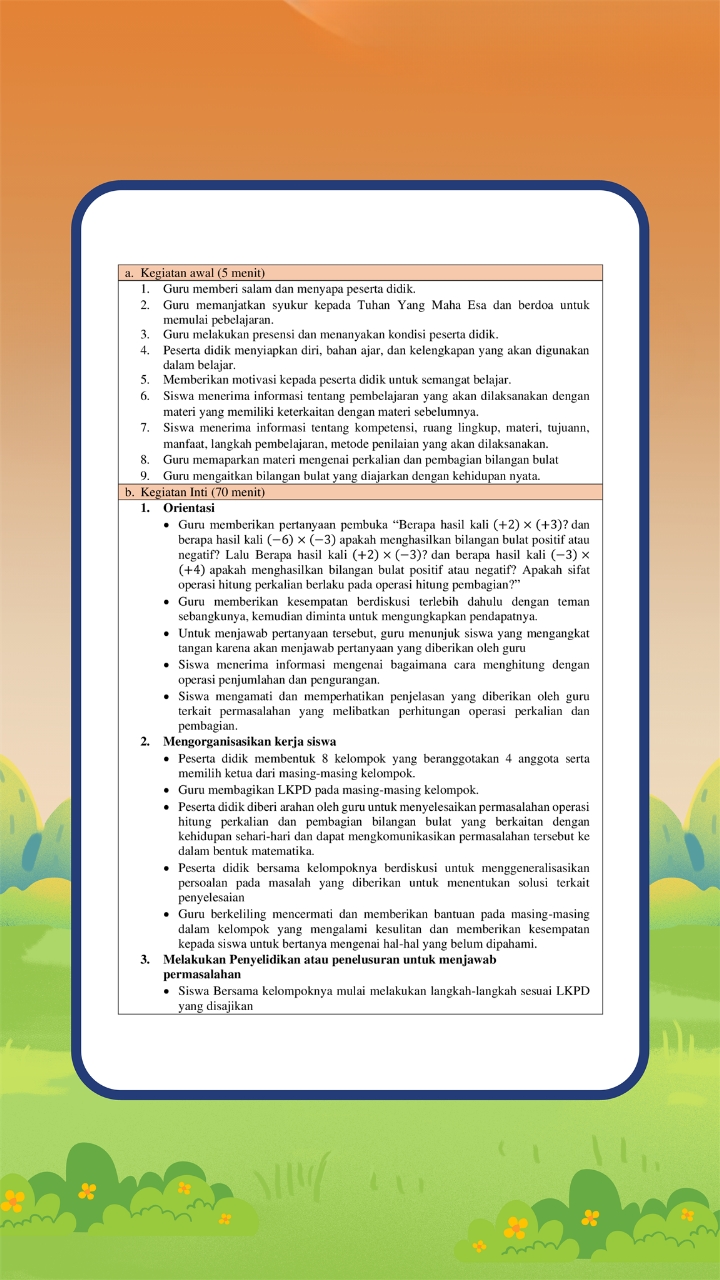 a. Kegiatan awal (5 menit)
1. Guru memberi salam dan menyapa peserta didik.
2. Guru memanjatkan syukur kepada Tuhan Yang Maha Esa dan berdoa untuk
memulai pebelajaran.
3. Guru melakukan presensi dan menanyakan kondisi peserta didik.
4. Peserta didik menyiapkan diri, bahan ajar, dan kelengkapan yang akan digunakan
dalam belajar.
5. Memberikan motivasi kepada peserta didik untuk semangat belajar.
6. Siswa menerima informasi tentang pembelajaran yang akan dilaksanakan dengan
materi yang memiliki keterkaitan dengan materi sebelumnya.
7. Siswa menerima informasi tentang kompetensi, ruang lingkup, materi, tujuann,
manfaat, langkah pembelajaran, metode penilaian yang akan dilaksanakan.
8. Guru memaparkan materi mengenai perkalian dan pembagian bilangan bulat
9. Guru mengaitkan bilangan bulat yang diajarkan dengan kehidupan nyata.
b. Kegiatan Inti (70 menit)
1. Orientasi
• Guru memberikan pertanyaan pembuka “Berapa hasil kali (+2) × (+3)? dan
berapa hasil kali (−6) × (−3) apakah menghasilkan bilangan bulat positif atau
negatif? Lalu Berapa hasil kali (+2) × (−3)? dan berapa hasil kali (−3) ×
(+4) apakah menghasilkan bilangan bulat positif atau negatif? Apakah sifat
operasi hitung perkalian berlaku pada operasi hitung pembagian?”
• Guru memberikan kesempatan berdiskusi terlebih dahulu dengan teman
sebangkunya, kemudian diminta untuk mengungkapkan pendapatnya.
• Untuk menjawab pertanyaan tersebut, guru menunjuk siswa yang mengangkat
tangan karena akan menjawab pertanyaan yang diberikan oleh guru
• Siswa menerima informasi mengenai bagaimana cara menghitung dengan
operasi penjumlahan dan pengurangan.
• Siswa mengamati dan memperhatikan penjelasan yang diberikan oleh guru
terkait permasalahan yang melibatkan perhitungan operasi perkalian dan
pembagian.
2. Mengorganisasikan kerja siswa
• Peserta didik membentuk 8 kelompok yang beranggotakan 4 anggota serta
memilih ketua dari masing-masing kelompok.
• Guru membagikan LKPD pada masing-masing kelompok.
• Peserta didik diberi arahan oleh guru untuk menyelesaikan permasalahan operasi
hitung perkalian dan pembagian bilangan bulat yang berkaitan dengan
kehidupan sehari-hari dan dapat mengkomunikasikan permasalahan tersebut ke
dalam bentuk matematika.
• Peserta didik bersama kelompoknya berdiskusi untuk menggeneralisasikan
persoalan pada masalah yang diberikan untuk menentukan solusi terkait
penyelesaian
• Guru berkeliling mencermati dan memberikan bantuan pada masing-masing
dalam kelompok yang mengalami kesulitan dan memberikan kesempatan
kepada siswa untuk bertanya mengenai hal-hal yang belum dipahami.
3. Melakukan Penyelidikan atau penelusuran untuk menjawab
permasalahan
• Siswa Bersama kelompoknya mulai melakukan langkah-langkah sesuai LKPD
yang disajikan